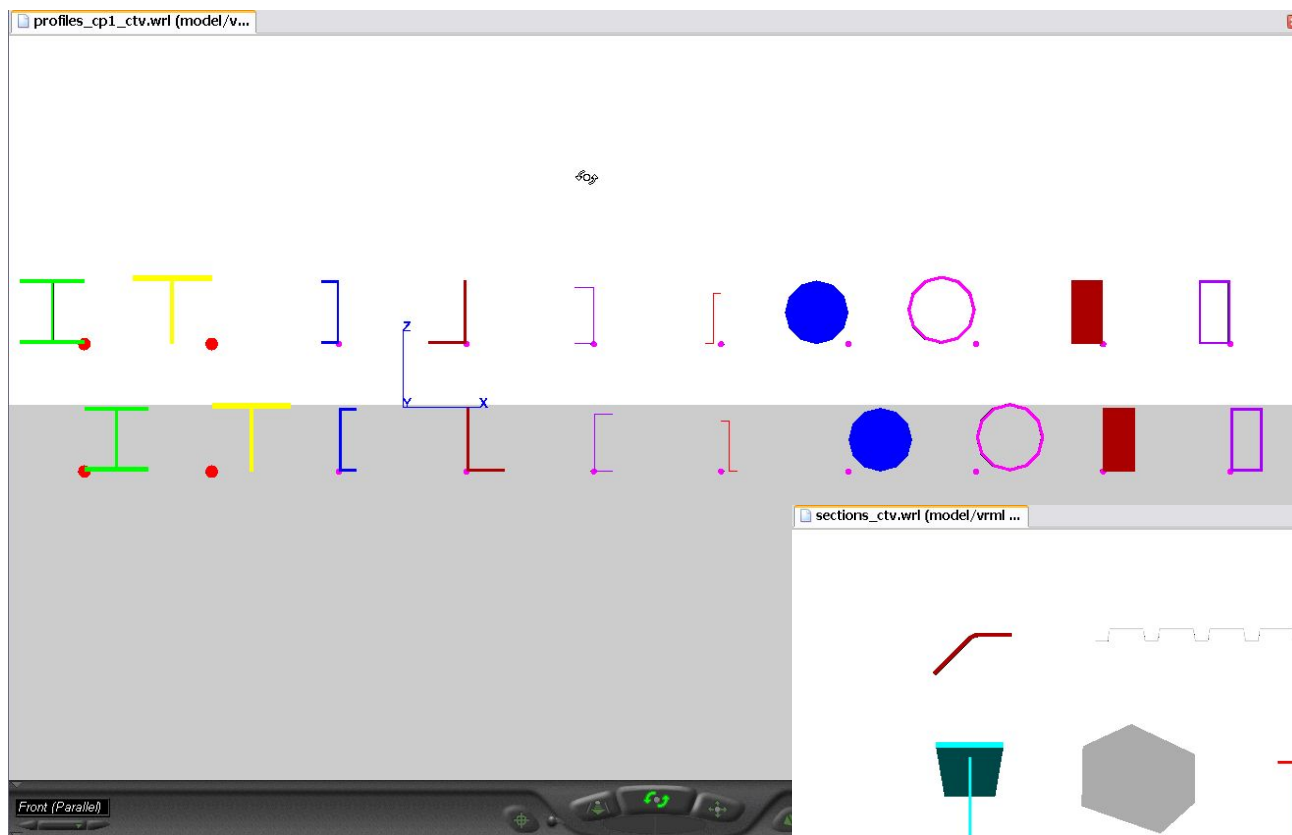 profiles_cp1_ctv.wrl (model/v...
Z
Y X
sections_ctv.wrl (model/vrml ...
Front (Parallel)